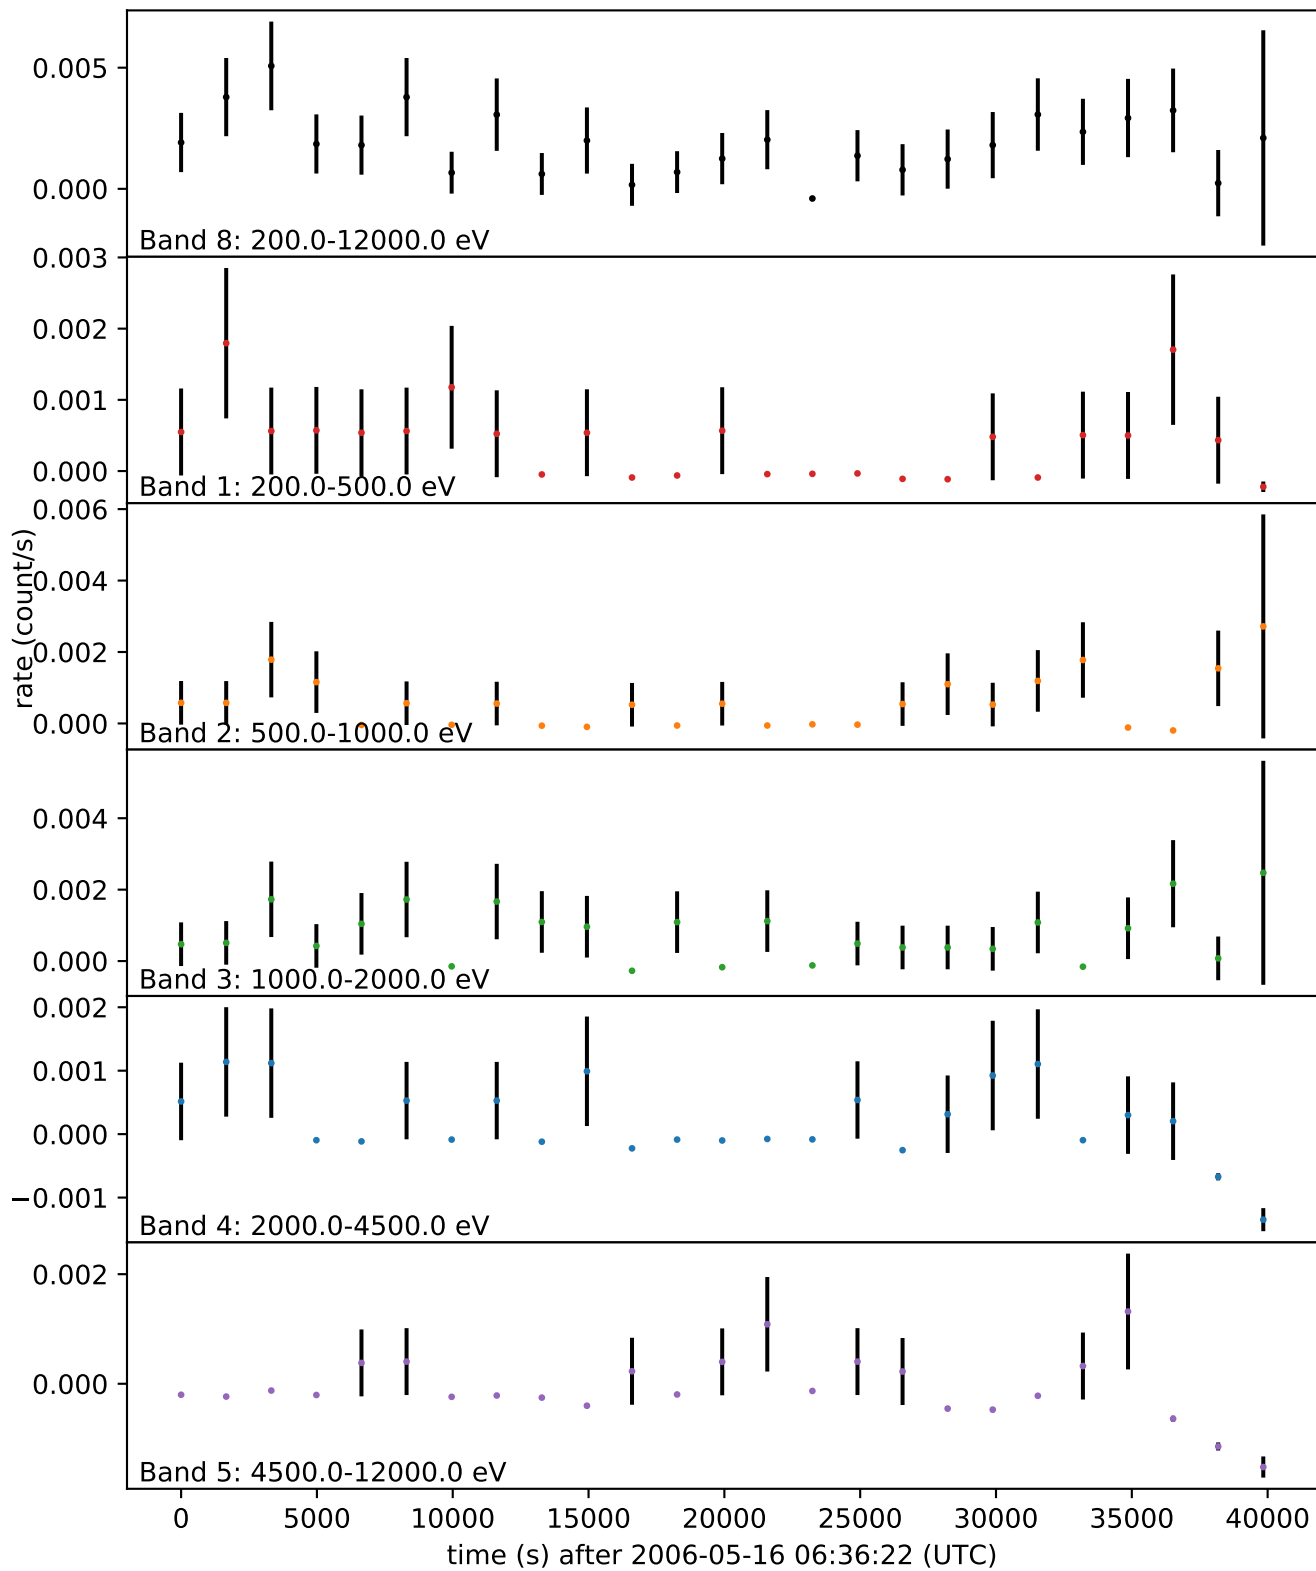 0.005
0.000
Band 8: 200.0-12000.0 eV
0.003
0.002
0.001
0.000
Band 1: 200.0-500.0 eV
0.006
0.004
0.002
0.000
Band 2: 500.0-1000.0 eV
rate (count/s)
0.004
0.002
0.000
Band 3: 1000.0-2000.0 eV
0.002
0.001
0.000
−0.001
Band 4: 2000.0-4500.0 eV
0.002
0.000
Band 5: 4500.0-12000.0 eV
0 5000 10000 15000 20000 25000 30000 35000 40000
time (s) after 2006-05-16 06:36:22 (UTC)